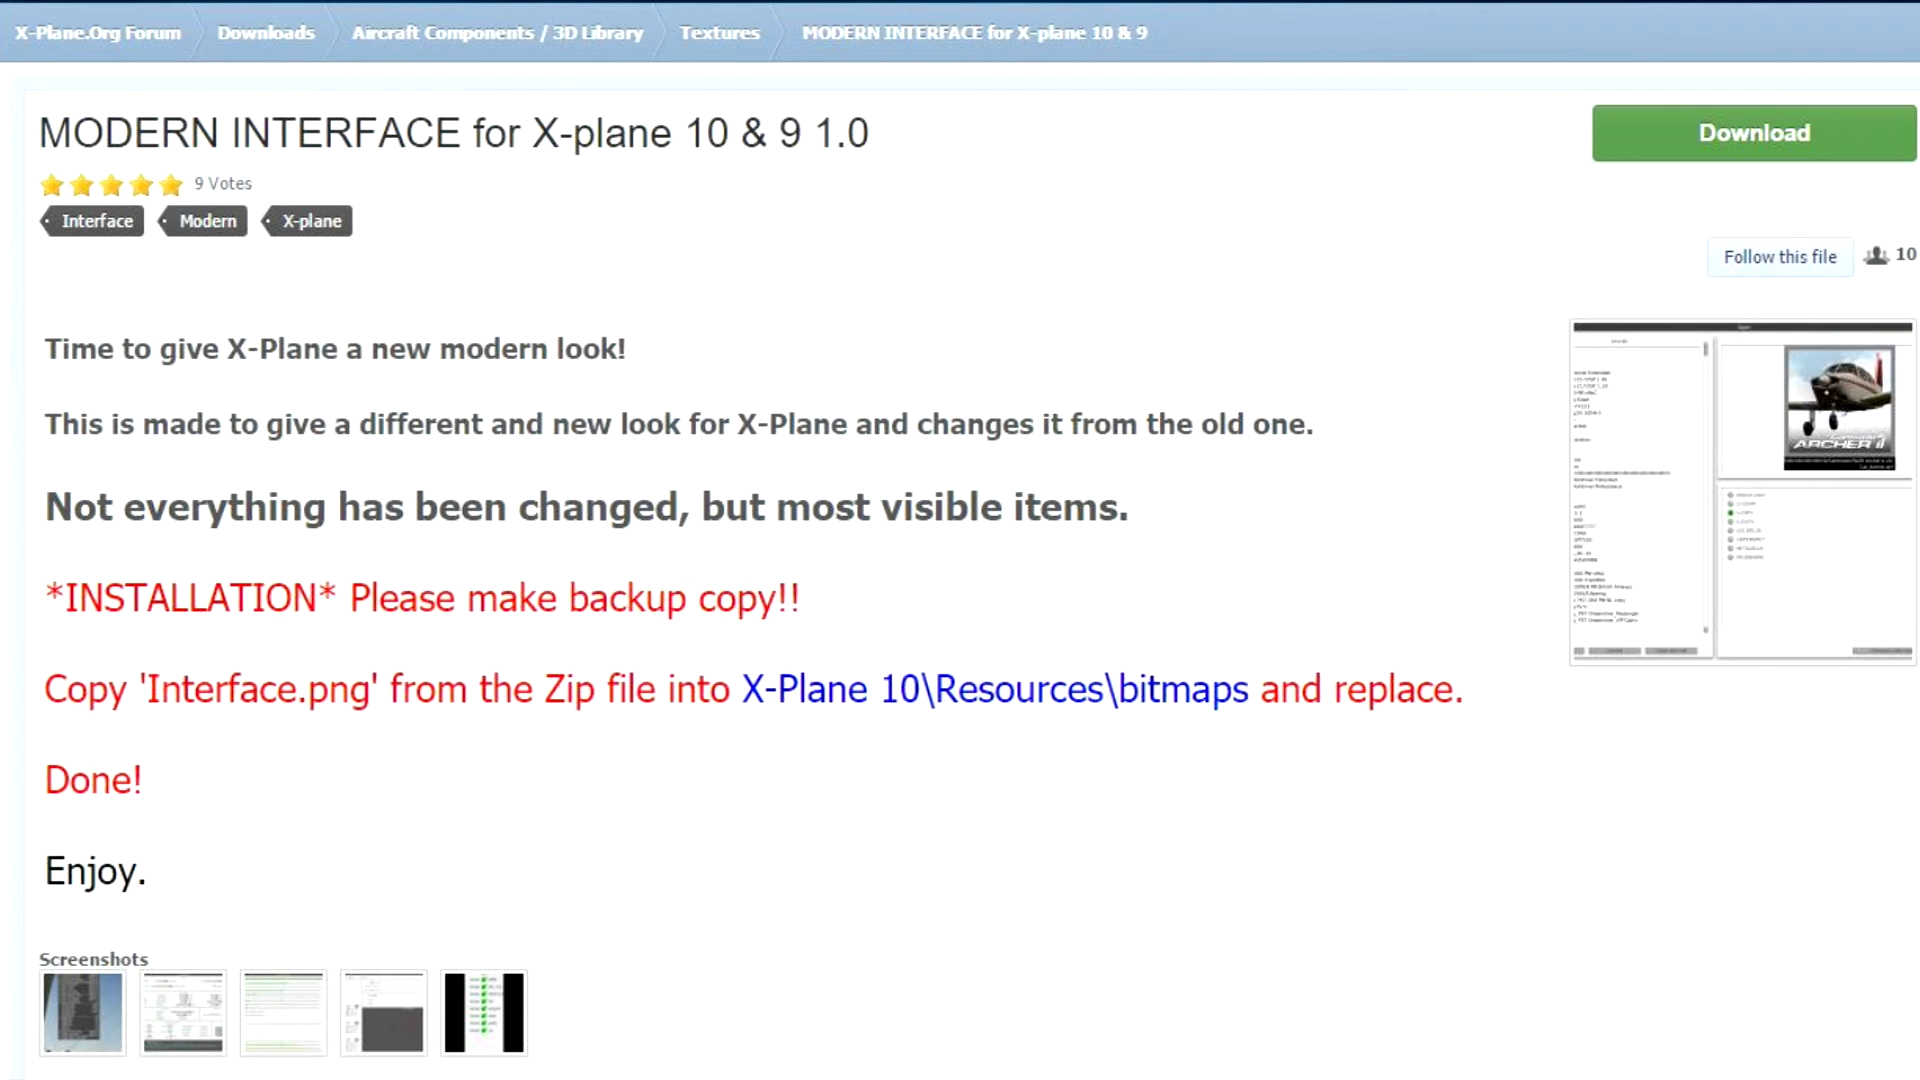 X-Plane.Org Forum
Downloads
Aircraft Components / 3D Library
Textures
MODERN INTERFACE for X-plane 10 & 9
MODERN INTERFACE for X-plane 10 & 9 1.0
Download
9 Votes
Interface
Modern
X-plane
Follow this file
10
Time to give X-Plane a new modern look!
This is made to give a different and new look for X-Plane and changes it from the old one.
Not everything has been changed, but most visible items.
*INSTALLATION* Please make backup copy!!
Copy 'Interface.png' from the Zip file into X-Plane 10\Resources\bitmaps and replace.
Done!
Enjoy.
ARCHER II
Screenshots